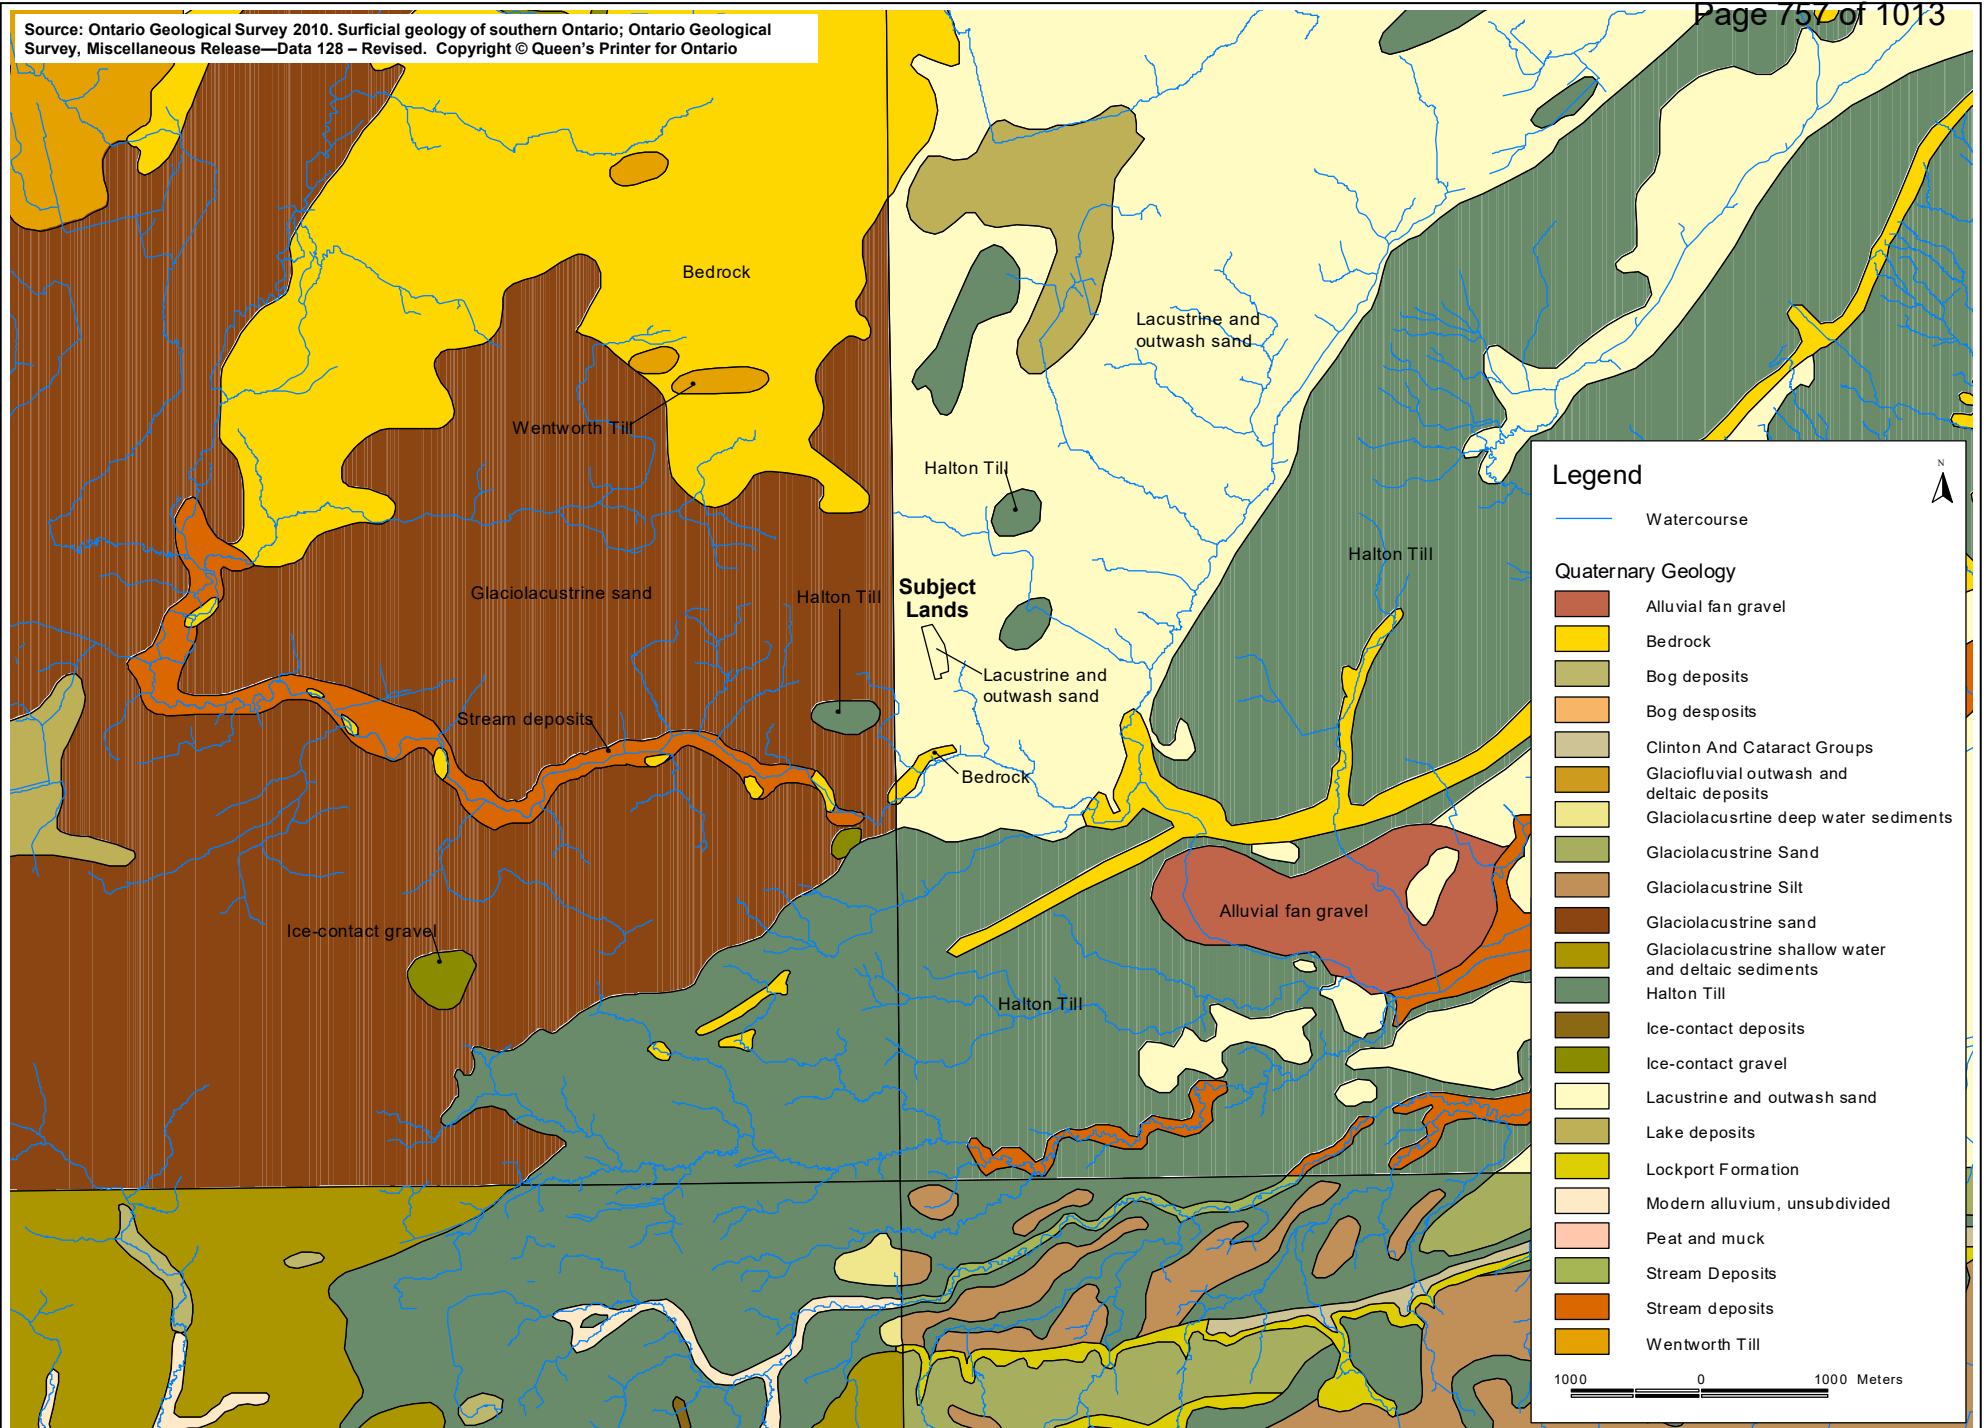 Page 757 of 1013
Source: Ontario Geological Survey 2010. Surficial geology of southern Ontario; Ontario Geological
Survey, Miscellaneous Release—Data 128 – Revised. Copyright © Queen's Printer for Ontario
Bedrock
Lacustrine and
outwash sand
Wentworth Till
Halton Till
Halton Till
Glaciolacustrine sand
Halton Till
Subject
Lands
Lacustrine and
outwash sand
Stream deposits
Bedrock
Alluvial fan gravel
Ice-contact gravel
Halton Till
Legend
N
Watercourse
Quaternary Geology
Alluvial fan gravel
Bedrock
Bog deposits
Bog desposits
Clinton And Cataract Groups
Glaciofluvial outwash and
deltaic deposits
Glaciolacusrtine deep water sediments
Glaciolacustrine Sand
Glaciolacustrine Silt
Glaciolacustrine sand
Glaciolacustrine shallow water
and deltaic sediments
Halton Till
Ice-contact deposits
Ice-contact gravel
Lacustrine and outwash sand
Lake deposits
Lockport Formation
Modern alluvium, unsubdivided
Peat and muck
Stream Deposits
Stream deposits
Wentworth Till
1000 0 1000 Meters